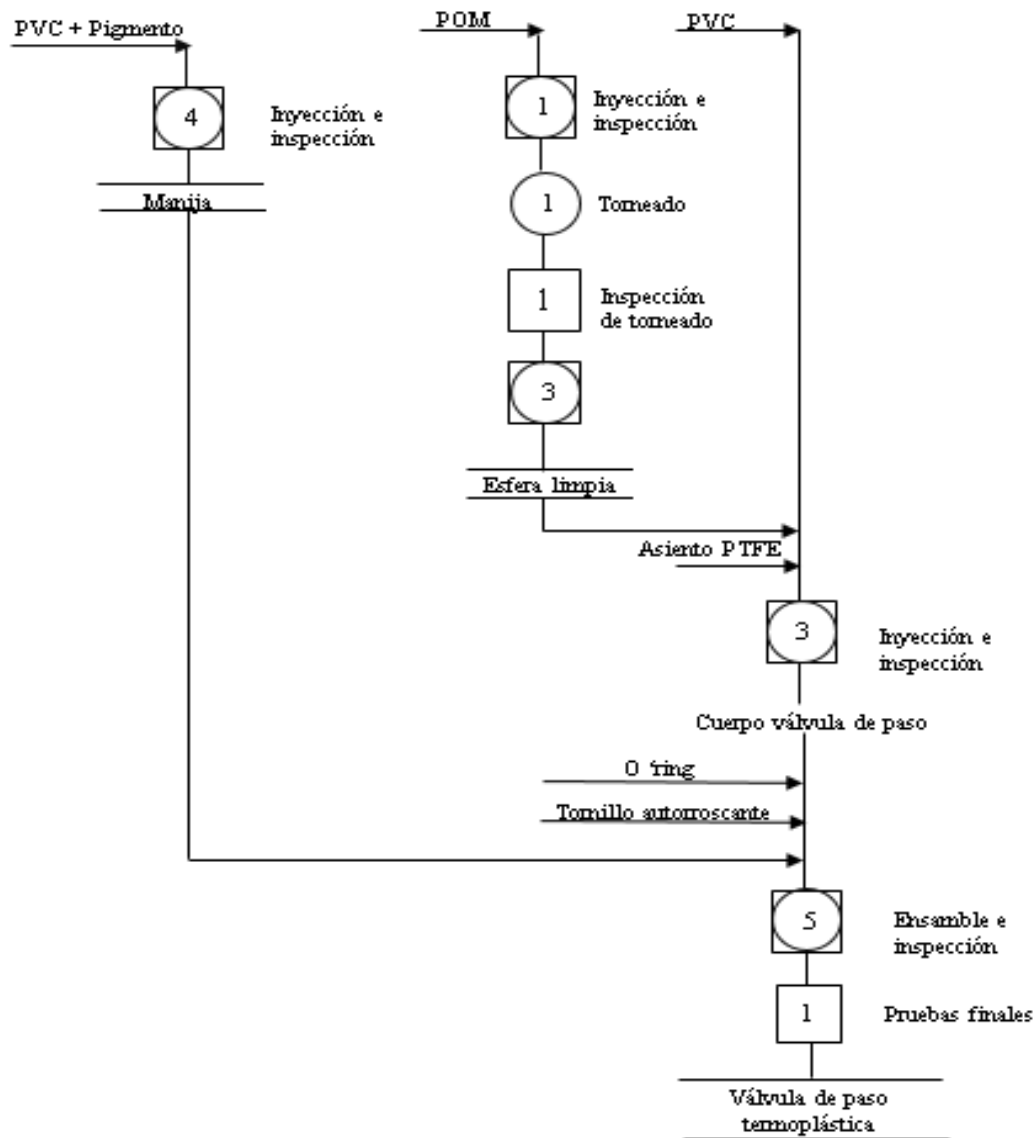 PVC + Pigmento
POM
PVC
4
Inyección e
inspección
Manija
1
Inyección e
inspección
1
Torneado
1
Inspección
de torneado
3
Esfera limpia
Asiento PTFE
3
Inyección e
inspección
Cuerpo válvula de paso
O ‘ring
Tornillo autorroscante
5
Ensamble e
inspección
1
Pruebas finales
Válvula de paso
termoplástica